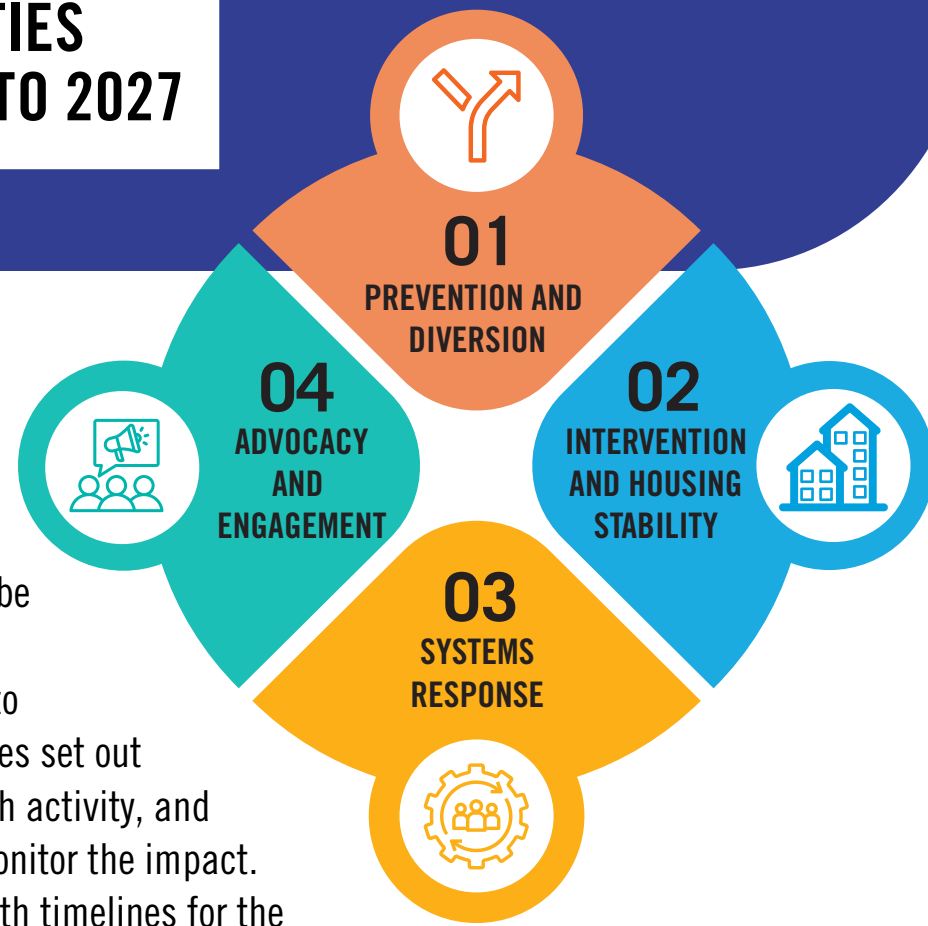 TIES
TO 2027
01
PREVENTION AND
DIVERSION
02
INTERVENTION
AND HOUSING
STABILITY
03
SYSTEMS
RESPONSE
04
ADVOCACY
AND
ENGAGEMENT
be
to
es set out
h activity, and
onitor the impact.
th timelines for the